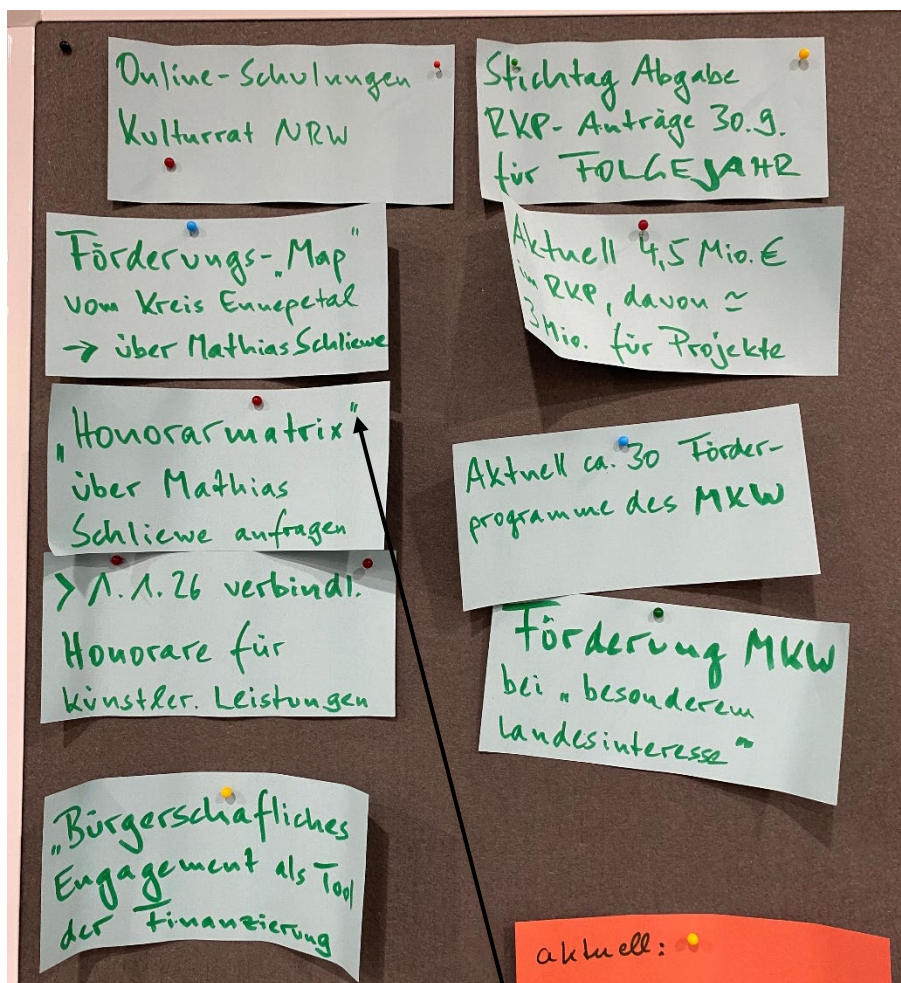 Online-Schulungen
Kulturrat NRW
Förderungs-„Map"
vom Kreis Ennepetal
→ über Mathias Schliewe
„Honorarmatrix"
über Mathias
Schliewe anfragen
> 1.1.26 verbindl.
Honorare für
künstler. Leistungen
„Bürgerschafliches
Engagement als Tool
der Finanzierung
Stichtag Abgabe
RKP-Anträge 30.9.
für FOLGEJAHR
Aktuell 4,5 Mio. €
im RKP, davon ≃
3 Mio. für Projekte
Aktuell ca. 30 Förder-
programme des MKW
Förderung MKW
bei „besonderem
Landesinteresse"
aktuell: